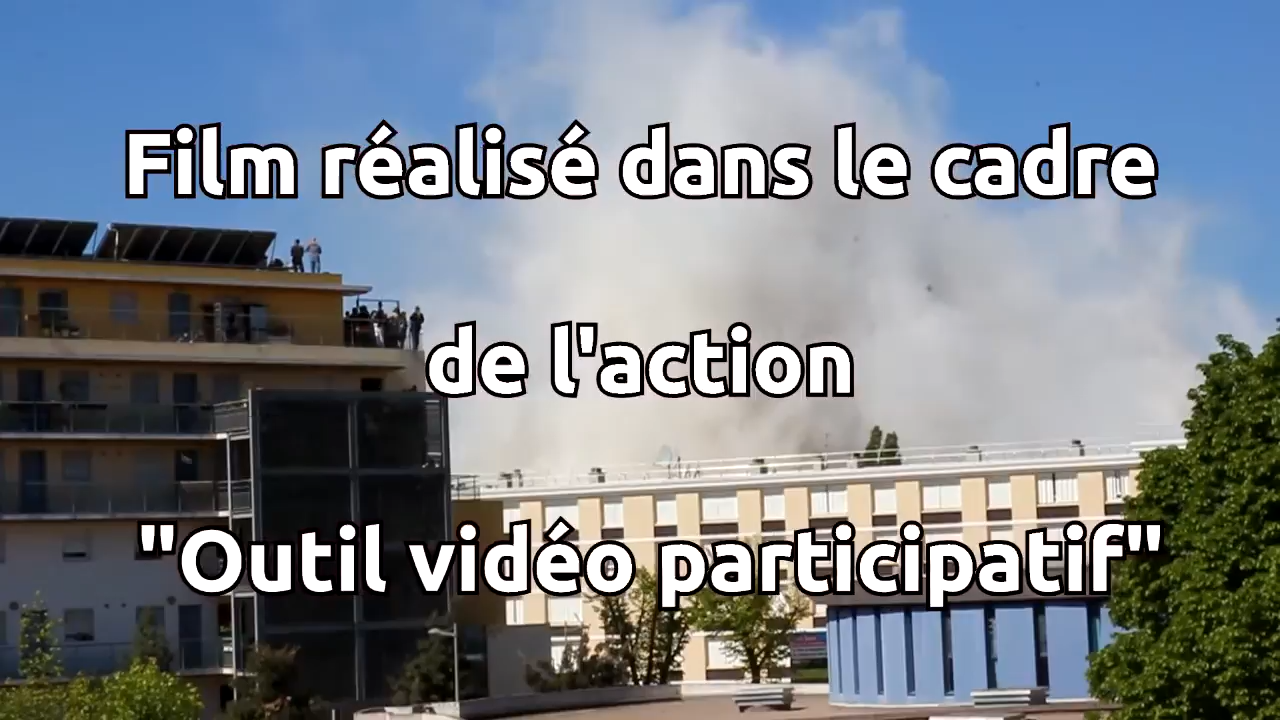 Film réalisé dans le cadre
de l'action
"Outil vidéo participatif"